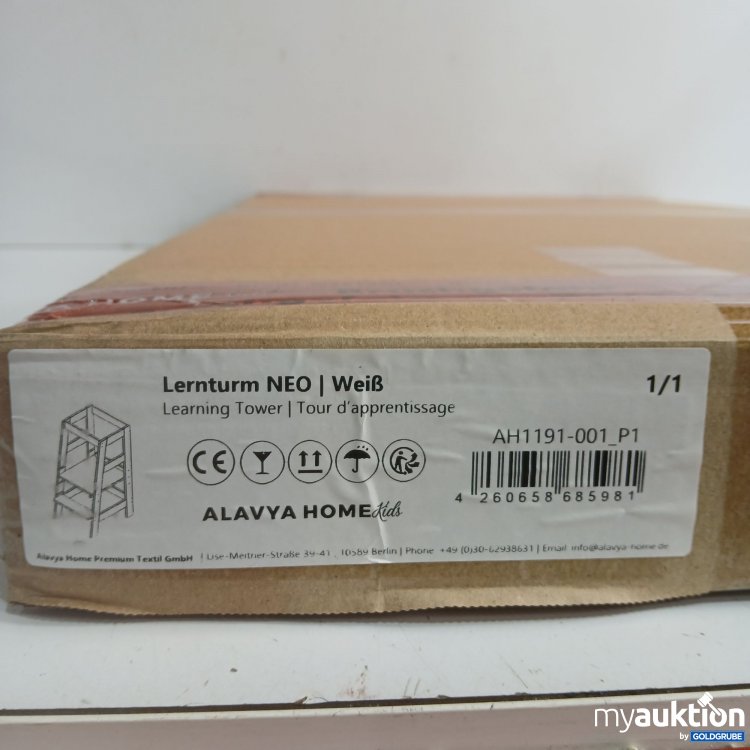 Lernturm NEO | Weiß
1/1
Learning Tower | Tour d'apprentissage
AH1191-001_P1
CE
4 260658 685981
ALAVYA HOME Kids
Alavya Home Premium Textil GmbH | Lise-Meitner-Straße 39-41, 10589 Berlin | Phone +49 (0)30-62938631 | Email info@alavya-home.de
myauktion
by GOLDGRUBE